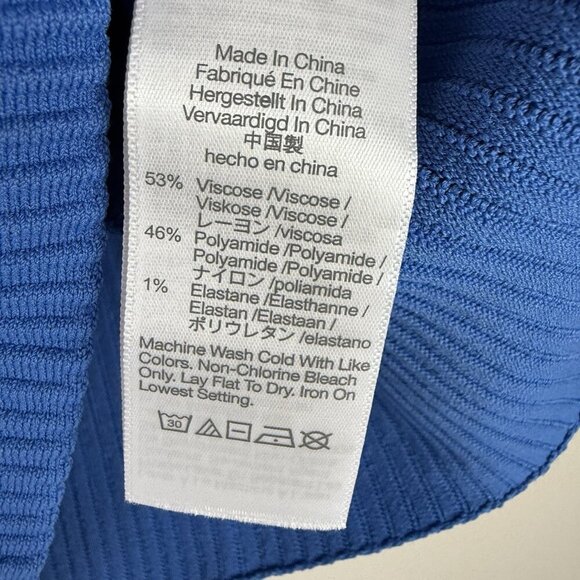 Made In China
Fabriqué En Chine
Hergestellt In China
Vervaardigd In China
中国製
hecho en china
53% Viscose /Viscose /
Viskose /Viscose /
レーヨン /viscosa
46% Polyamide /Polyamide /
Polyamide /Polyamide /
ナイロン /poliamida
1% Elastane /Élasthanne /
Elastan /Elastaan /
ポリウレタン /elastano
Machine Wash Cold With Like
Colors. Non-Chlorine Bleach
Only. Lay Flat To Dry. Iron On
Lowest Setting.
30